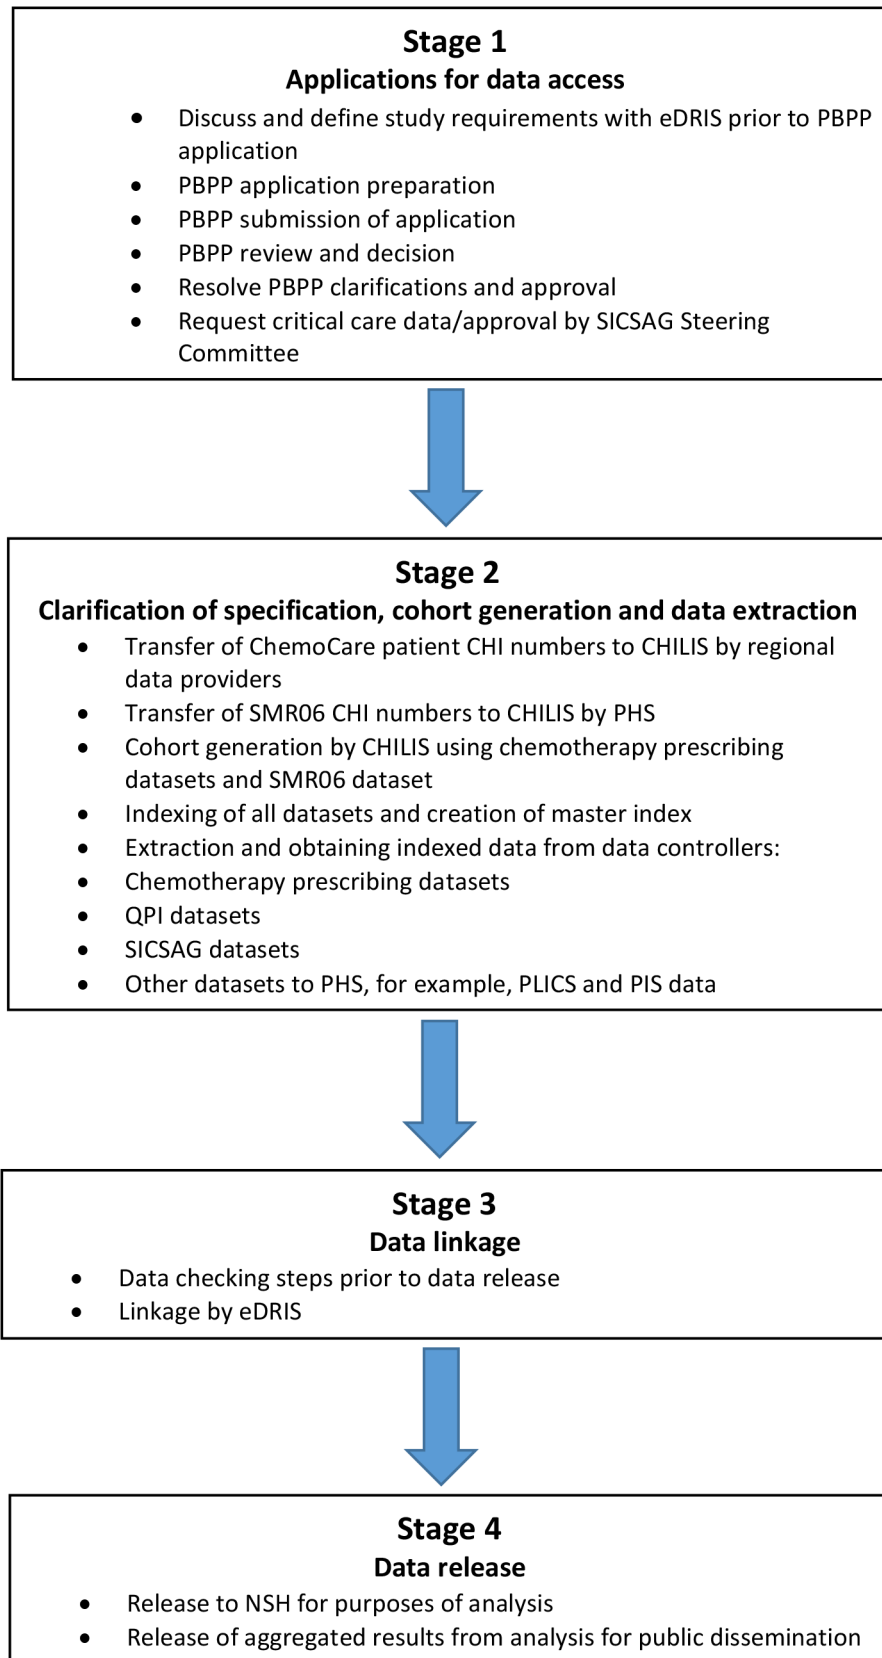 Stage 1
Applications for data access
• Discuss and define study requirements with eDRIS prior to PBPP
application
• PBPP application preparation
• PBPP submission of application
• PBPP review and decision
• Resolve PBPP clarifications and approval
• Request critical care data/approval by SICSAG Steering
Committee
Stage 2
Clarification of specification, cohort generation and data extraction
• Transfer of ChemoCare patient CHI numbers to CHILIS by regional
data providers
• Transfer of SMR06 CHI numbers to CHILIS by PHS
• Cohort generation by CHILIS using chemotherapy prescribing
datasets and SMR06 dataset
• Indexing of all datasets and creation of master index
• Extraction and obtaining indexed data from data controllers:
• Chemotherapy prescribing datasets
• QPI datasets
• SICSAG datasets
• Other datasets to PHS, for example, PLICS and PIS data
Stage 3
Data linkage
• Data checking steps prior to data release
• Linkage by eDRIS
Stage 4
Data release
• Release to NSH for purposes of analysis
• Release of aggregated results from analysis for public dissemination